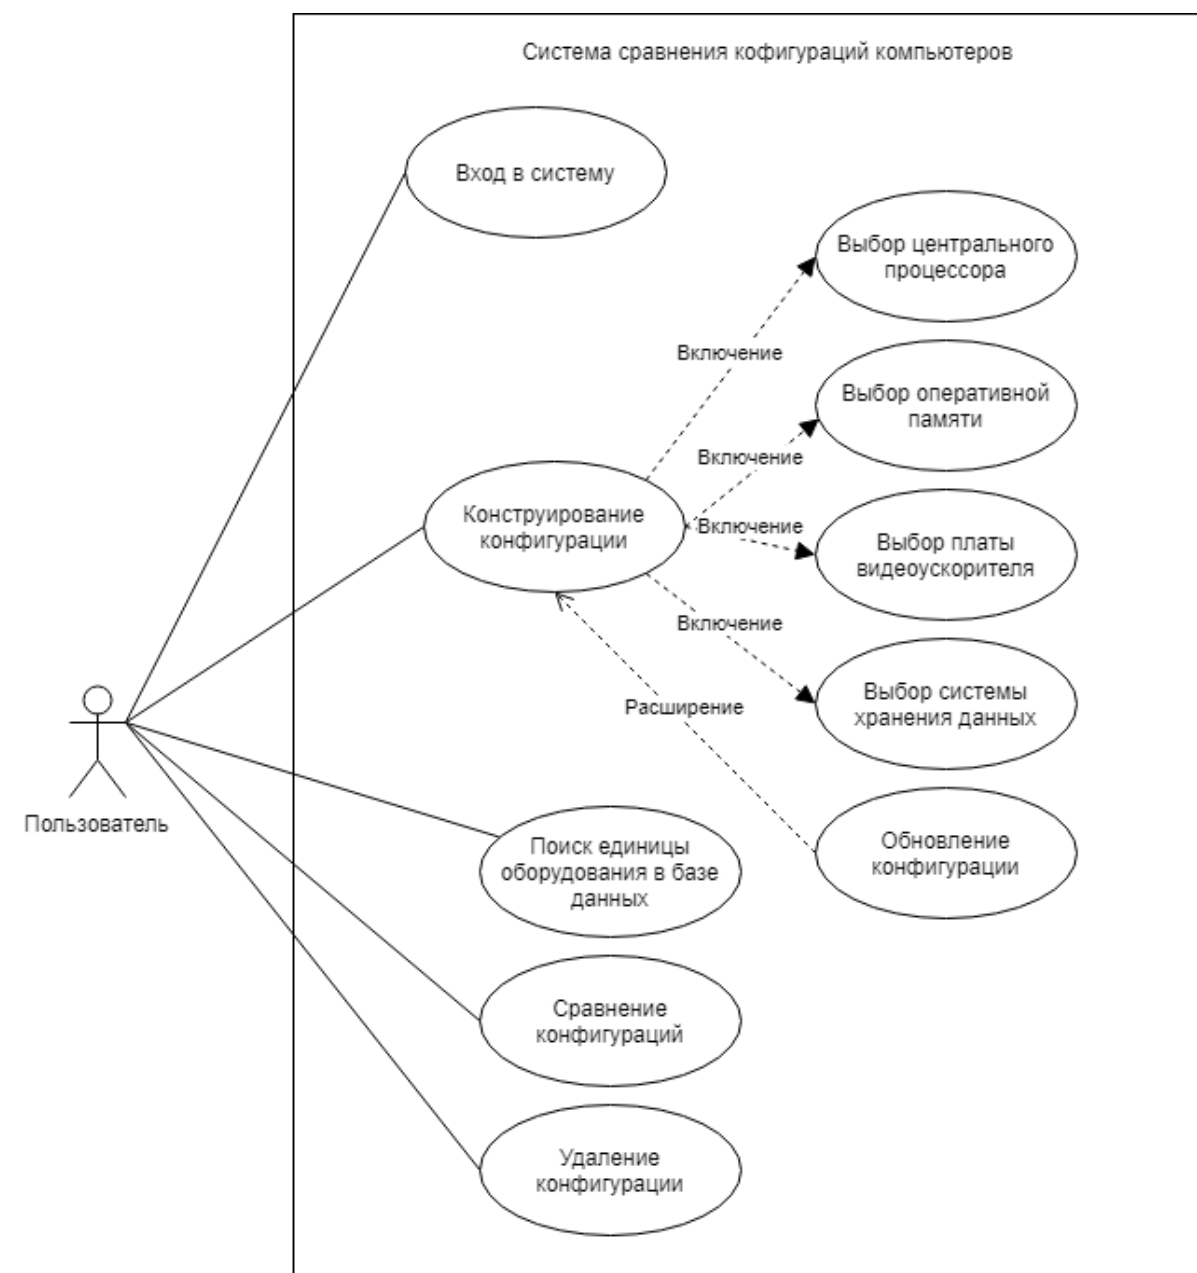 Система сравнения кофигураций компьютеров
Вход в систему
Выбор центрального
процессора
Включение
Выбор оперативной
памяти
Включение
Конструирование
конфигурации
Включение
Выбор платы
видеоускорителя
Включение
Выбор системы
хранения данных
Расширение
Пользователь
Поиск единицы
оборудования в базе
данных
Обновление
конфигурации
Сравнение
конфигураций
Удаление
конфигурации